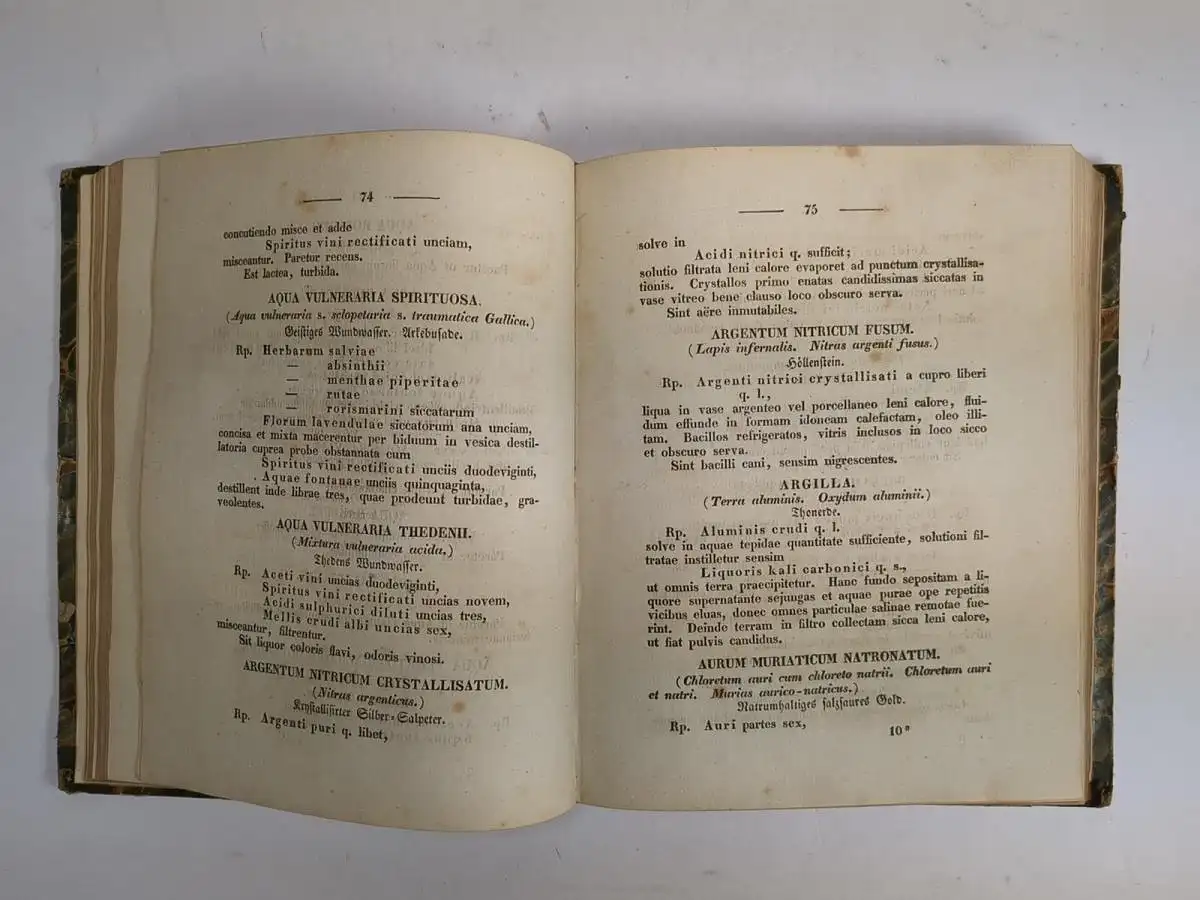 74
concutiendo misce et adde
Spiritus vini rectificati unciam,
misceantur. Paretur recens.
Est lactea, turbida.
AQUA VULNERARIA SPIRITUOSA.
(Aqua vulneraria s. sclopetaria s. traumatica Gallica.)
Geistiges Wundwasser. Arkebusade.
Rp. Herbarum salviae
— absinthii
— menthae piperitae
— rutae
— rorismarini siccatarum
Florum lavendulae siccatorum ana unciam,
concisa et mixta macerentur per biduum in vesica destil-
latoria cuprea probe obstannata cum
Spiritus vini rectificati unciis duodeviginti,
Aquae fontanae unciis quinquaginta,
destillent inde librae tres, quae prodeunt turbidae, gra-
veolentes.
AQUA VULNERARIA THEDENII.
(Mixtura vulneraria acida.)
Thedens Wundwasser.
Rp. Aceti vini uncias duodeviginti,
Spiritus vini rectificati uncias novem,
Acidi sulphurici diluti uncias tres,
Mellis crudi albi uncias sex,
misceantur, filtrentur.
Sit liquor coloris flavi, odoris vinosi.
ARGENTUM NITRICUM CRYSTALLISATUM.
(Nitras argenticus.)
Krystallisirter Silber-Salpeter.
Rp. Argenti puri q. libet,
75
solve in
Acidi nitrici q. sufficit;
solutio filtrata leni calore evaporet ad punctum crystallisa-
tionis. Crystallos primo enatas candidissimas siccatas in
vase vitreo bene clauso loco obscuro serva.
Sint aëre inmutabiles.
ARGENTUM NITRICUM FUSUM.
(Lapis infernalis. Nitras argenti fusus.)
Höllenstein.
Rp. Argenti nitrici crystallisati a cupro liberi
q. l.,
liqua in vase argenteo vel porcellaneo leni calore, flui-
dum effunde in formam idoneam calefactam, oleo illi-
tam. Bacillos refrigeratos, vitris inclusos in loco sicco
et obscuro serva.
Sint bacilli cani, sensim nigrescentes.
ARGILLA.
(Terra aluminis. Oxydum aluminii.)
Thonerde.
Rp. Aluminis crudi q. l.
solve in aquae tepidae quantitate sufficiente, solutioni fil-
tratae instilletur sensim
Liquoris kali carbonici q. s.,
ut omnis terra praecipitetur. Hanc fundo sepositam a li-
quore supernatante sejungas et aquae purae ope repetitis
vicibus eluas, donec omnes particulae salinae remotae fue-
rint. Deinde terram in filtro collectam sicca leni calore,
ut fiat pulvis candidus.
AURUM MURIATICUM NATRONATUM.
(Chloretum auri cum chloreto natrii. Chloretum auri
et natri. Murias aurico-natricus.)
Natrumhaltiges salzsaures Gold.
Rp. Auri partes sex,
10*